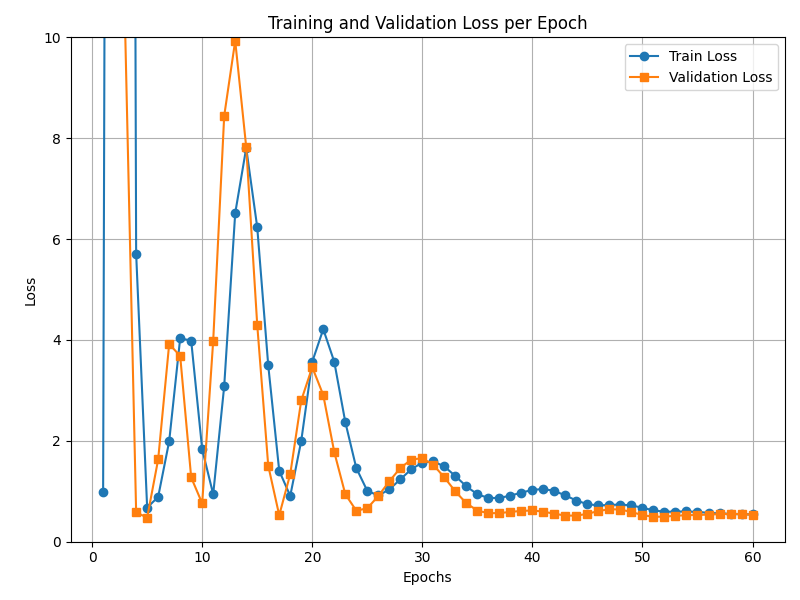 Training and Validation Loss per Epoch
Train Loss
Validation Loss
Loss
10
8
6
4
2
0
0 10 20 30 40 50 60
Epochs